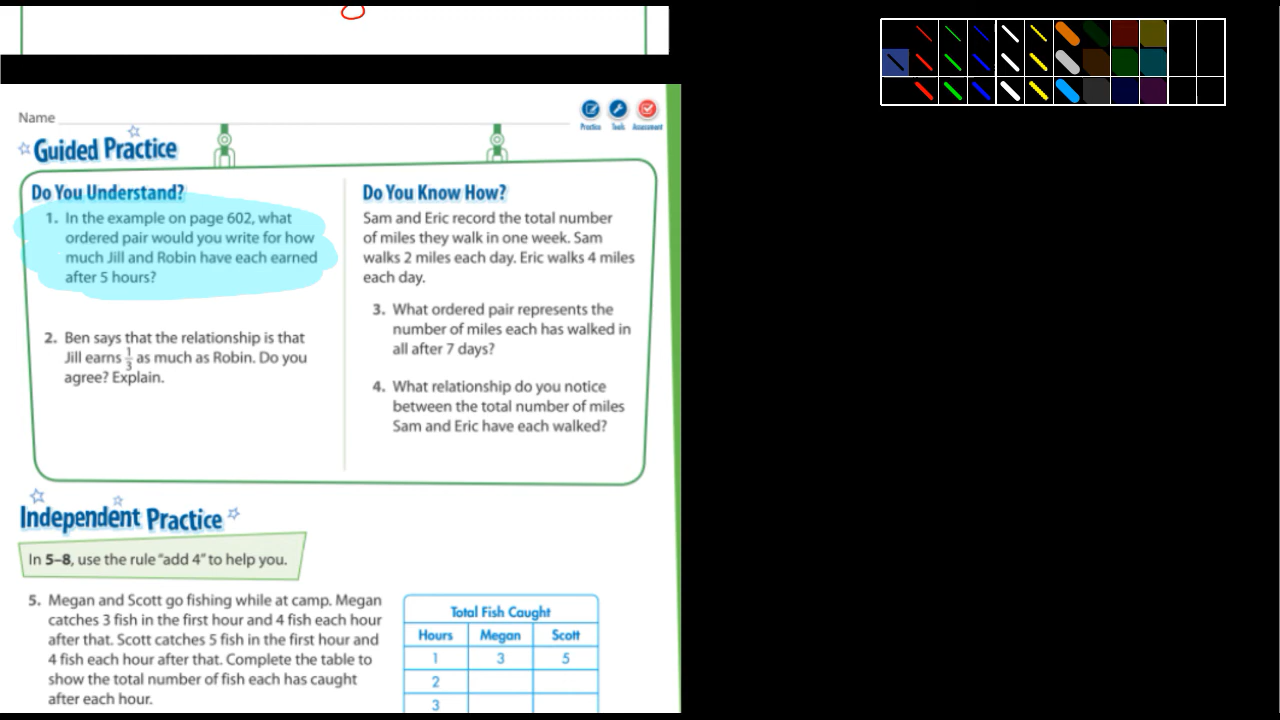 Name
Practice Tools Assessment
Guided Practice
Do You Understand?
1. In the example on page 602, what
ordered pair would you write for how
much Jill and Robin have each earned
after 5 hours?
2. Ben says that the relationship is that
Jill earns 1/3 as much as Robin. Do you
agree? Explain.
Do You Know How?
Sam and Eric record the total number
of miles they walk in one week. Sam
walks 2 miles each day. Eric walks 4 miles
each day.
3. What ordered pair represents the
number of miles each has walked in
all after 7 days?
4. What relationship do you notice
between the total number of miles
Sam and Eric have each walked?
Independent Practice
In 5–8, use the rule “add 4” to help you.
5. Megan and Scott go fishing while at camp. Megan
catches 3 fish in the first hour and 4 fish each hour
after that. Scott catches 5 fish in the first hour and
4 fish each hour after that. Complete the table to
show the total number of fish each has caught
after each hour.
Total Fish Caught
Hours Megan Scott
1 3 5
2
3